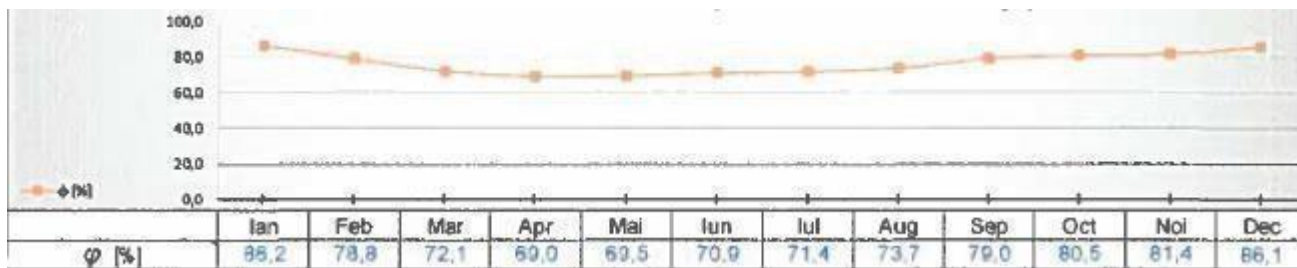 100,0
80,0
60,0
40,0
20,0
0,0
ϕ [%]
Ian Feb Mar Apr Mai Iun Iul Aug Sep Oct Noi Dec
φ [%] 86,2 78,8 72,1 69,0 69,5 70,9 71,4 73,7 79,0 80,5 81,4 86,1